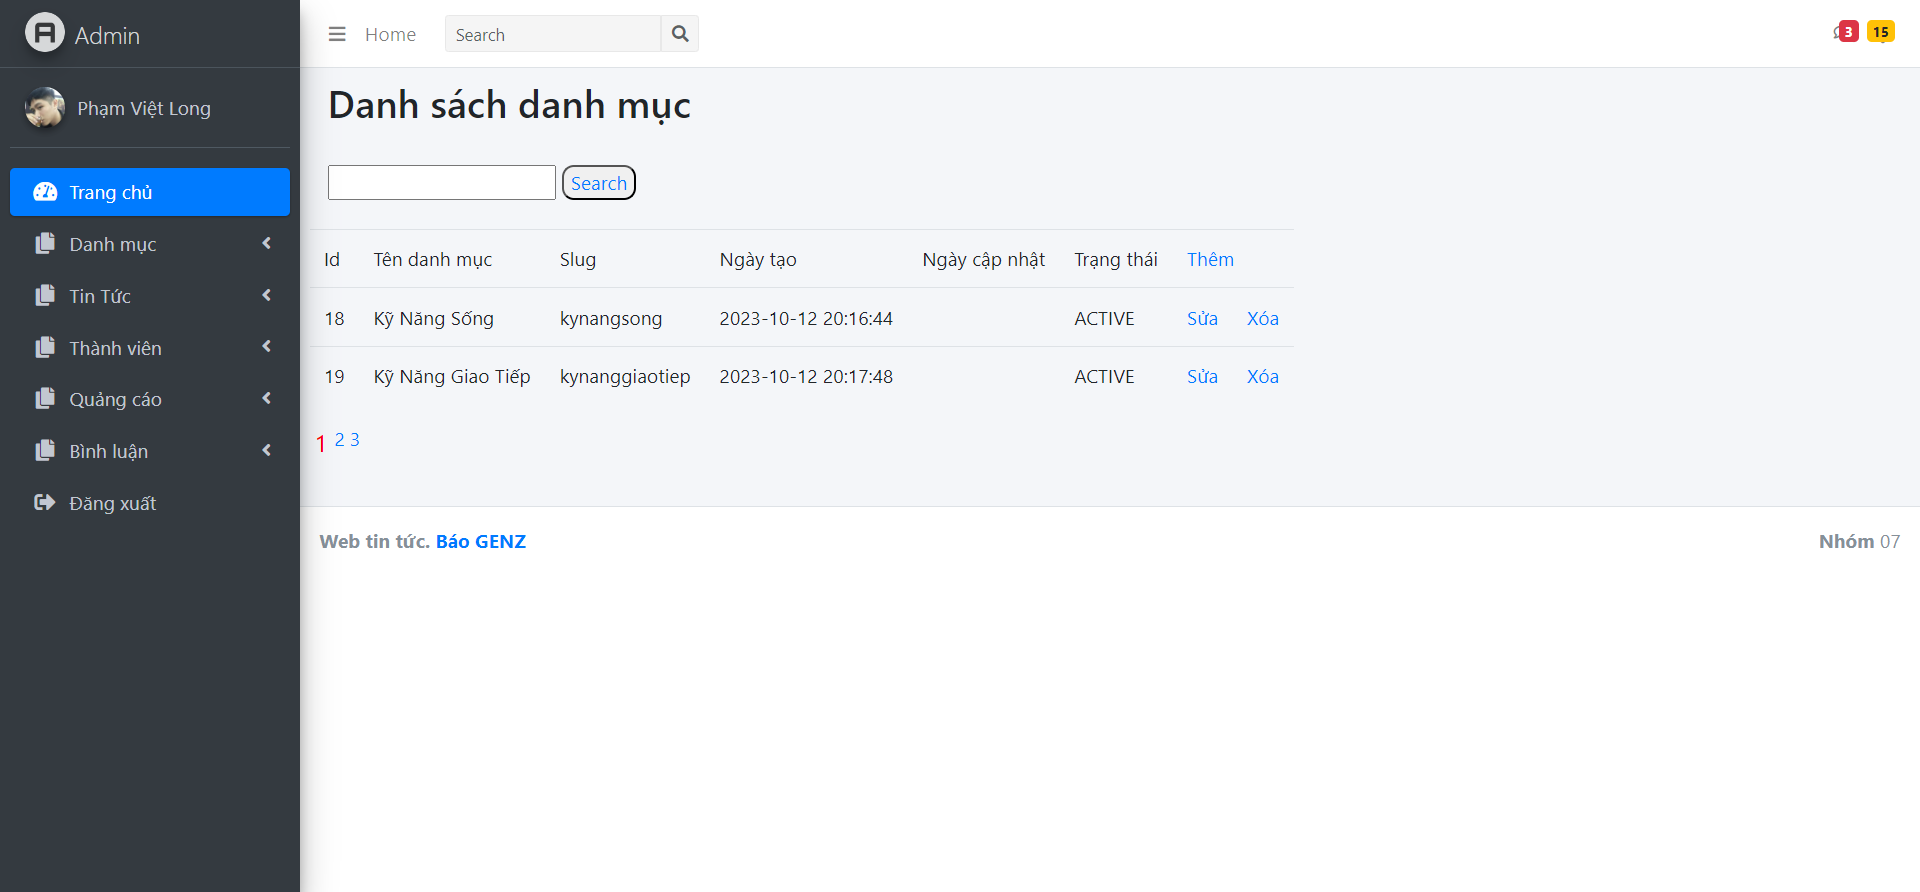 Admin
Phạm Việt Long
Trang chủ
Danh mục
Tin Tức
Thành viên
Quảng cáo
Bình luận
Đăng xuất
Home Search 3 15
Danh sách danh mục
Search
Id Tên danh mục Slug Ngày tạo Ngày cập nhật Trạng thái Thêm
18 Kỹ Năng Sống kynangsong 2023-10-12 20:16:44 ACTIVE Sửa Xóa
19 Kỹ Năng Giao Tiếp kynanggiaotiep 2023-10-12 20:17:48 ACTIVE Sửa Xóa
1 2 3
Web tin tức. Báo GENZ Nhóm 07